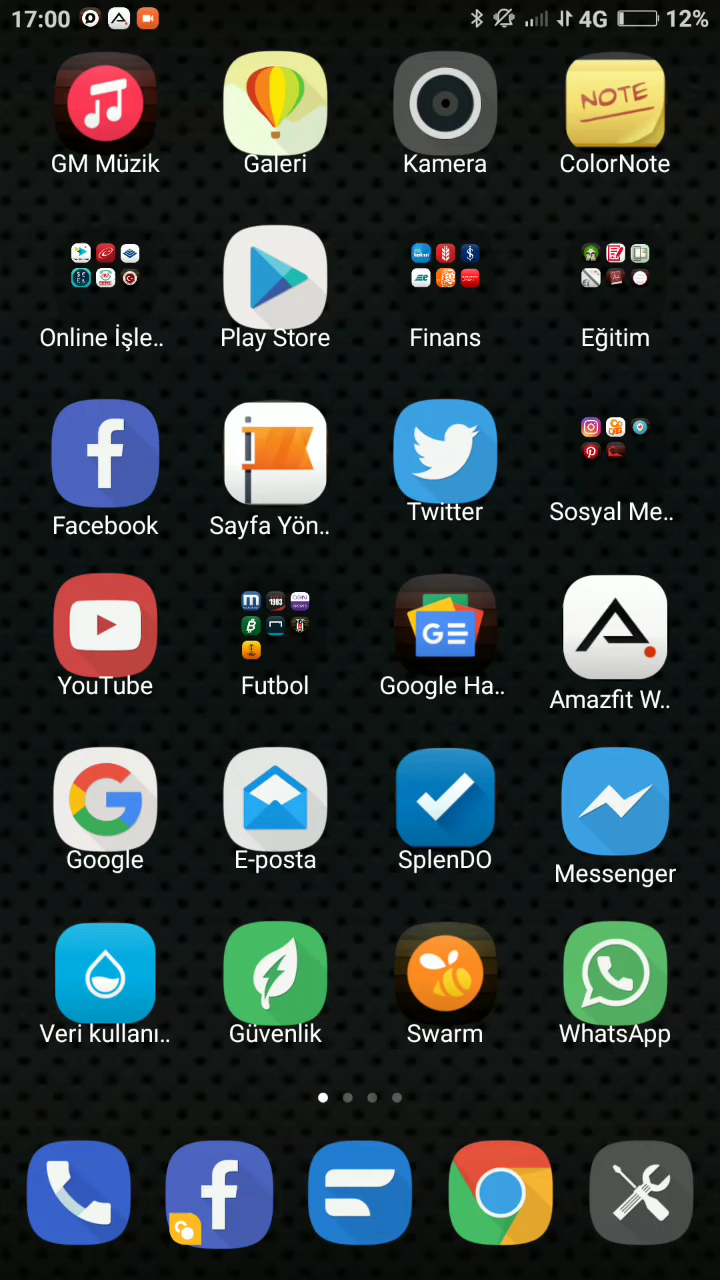 17:00 4G 12%
NOTE
GM Müzik Galeri Kamera ColorNote
Online İşle.. Play Store Finans Eğitim
Facebook Sayfa Yön.. Twitter Sosyal Me..
GE
YouTube Futbol Google Ha.. Amazfit W..
Google E-posta SplenDO Messenger
Veri kullanı.. Güvenlik Swarm WhatsApp